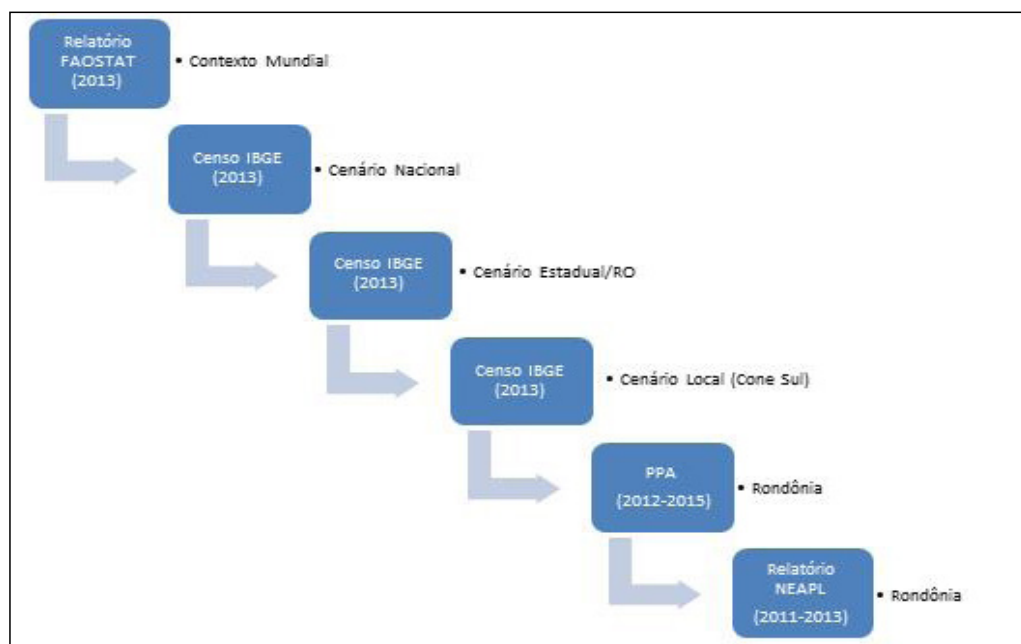 Relatório
FAOSTAT
(2013)
• Contexto Mundial
Censo IBGE
(2013)
• Cenário Nacional
Censo IBGE
(2013)
• Cenário Estadual/RO
Censo IBGE
(2013)
• Cenário Local (Cone Sul)
PPA
(2012-2015)
• Rondônia
Relatório
NEAPL
(2011-2013)
• Rondônia